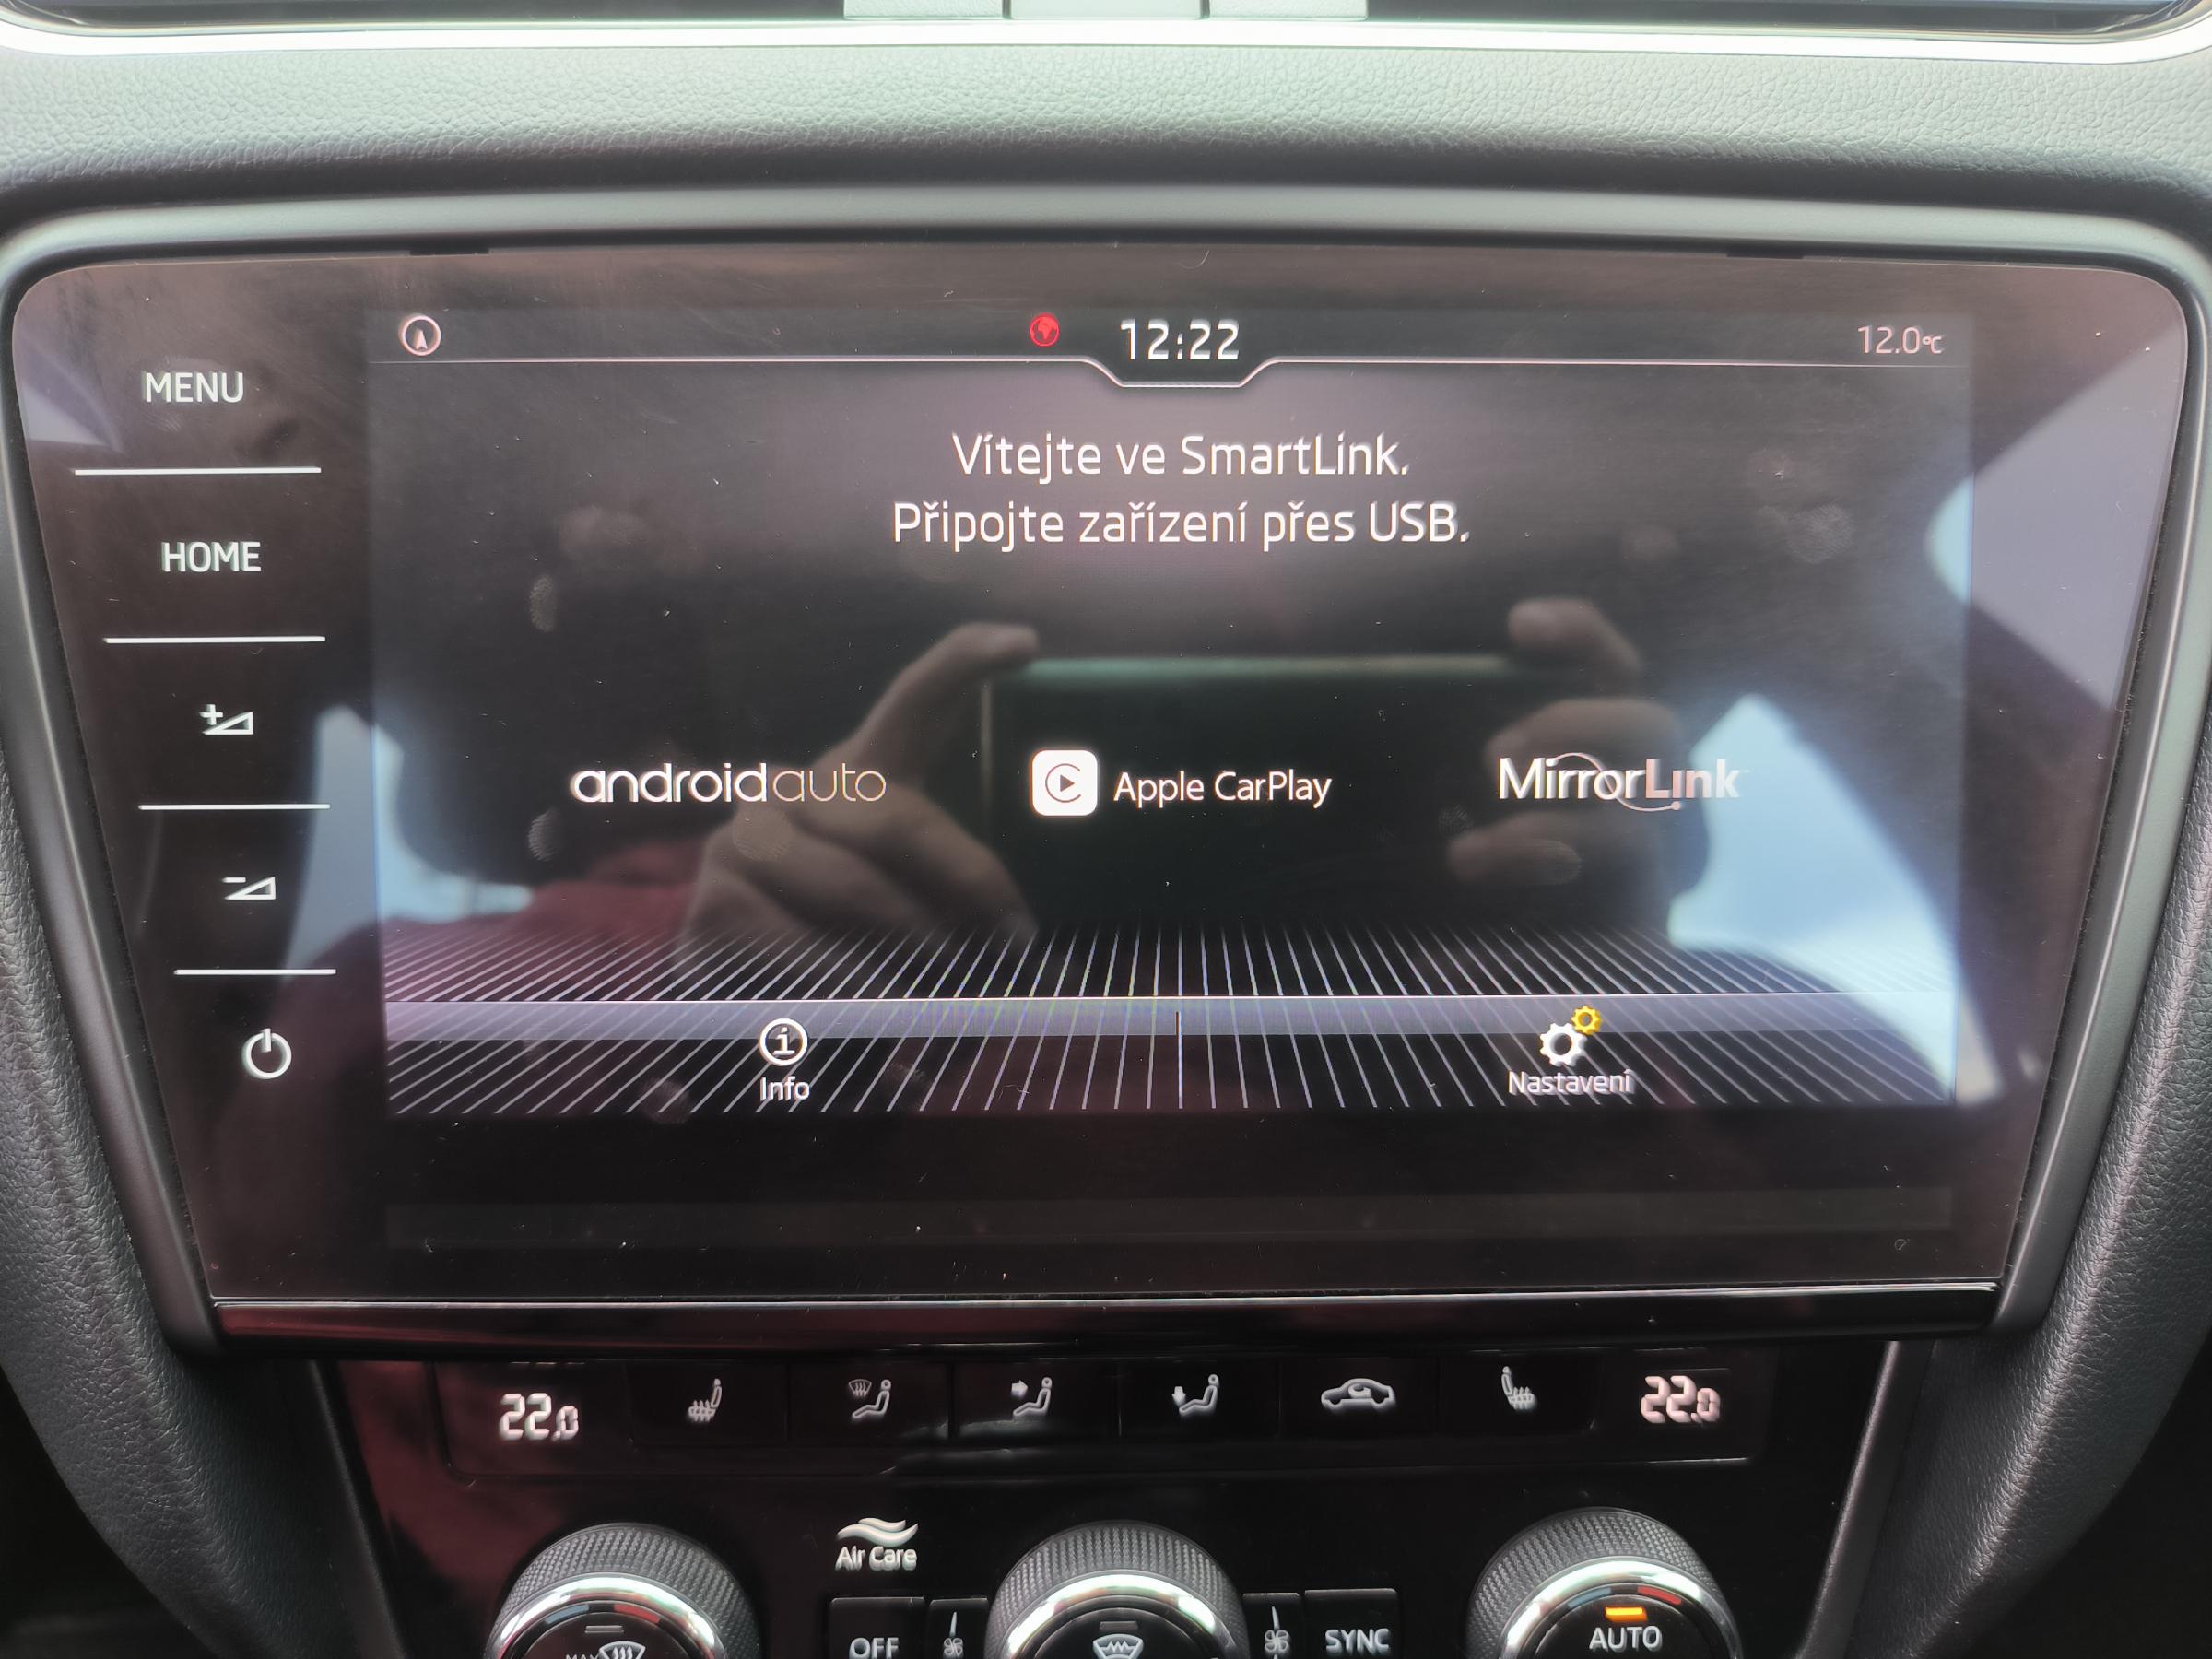 12:22
12.0°C
MENU
HOME
Vítejte ve SmartLink.
Připojte zařízení přes USB.
androidauto
Apple CarPlay
MirrorLink
Info
Nastavení
22.0
22.0
Air Care
OFF
SYNC
AUTO
MAX